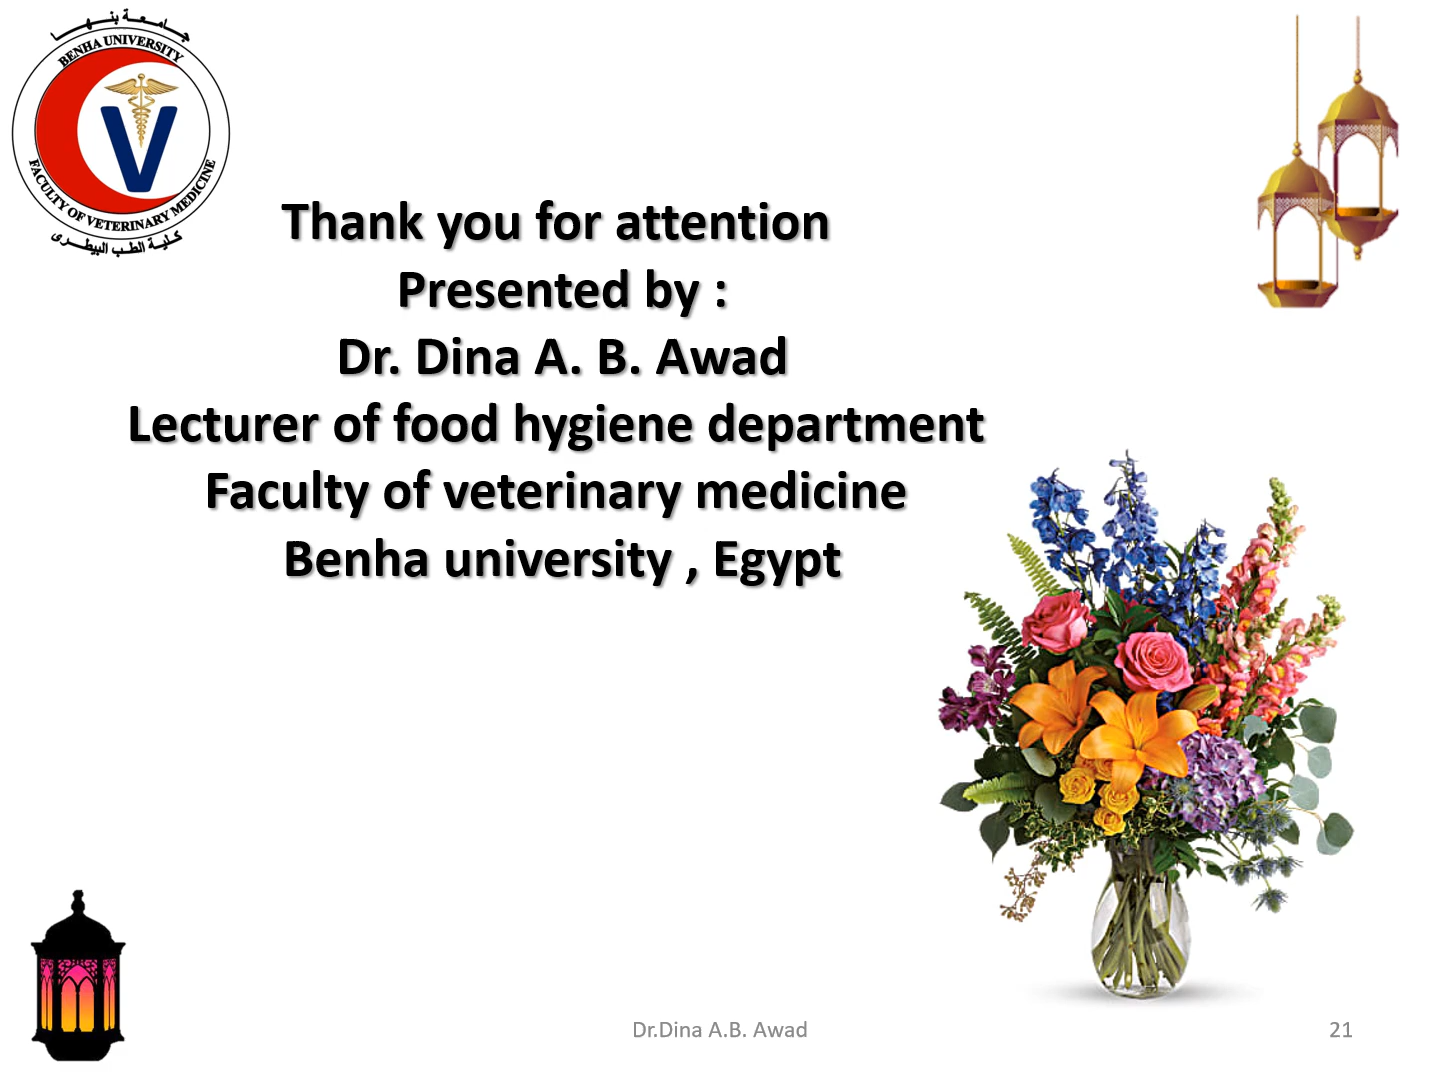 جامعة بنها
BENHA UNIVERSITY
V
FACULTY OF VETERINARY MEDICINE
كلية الطب البيطرى
Thank you for attention
Presented by :
Dr. Dina A. B. Awad
Lecturer of food hygiene department
Faculty of veterinary medicine
Benha university , Egypt
Dr.Dina A.B. Awad
21